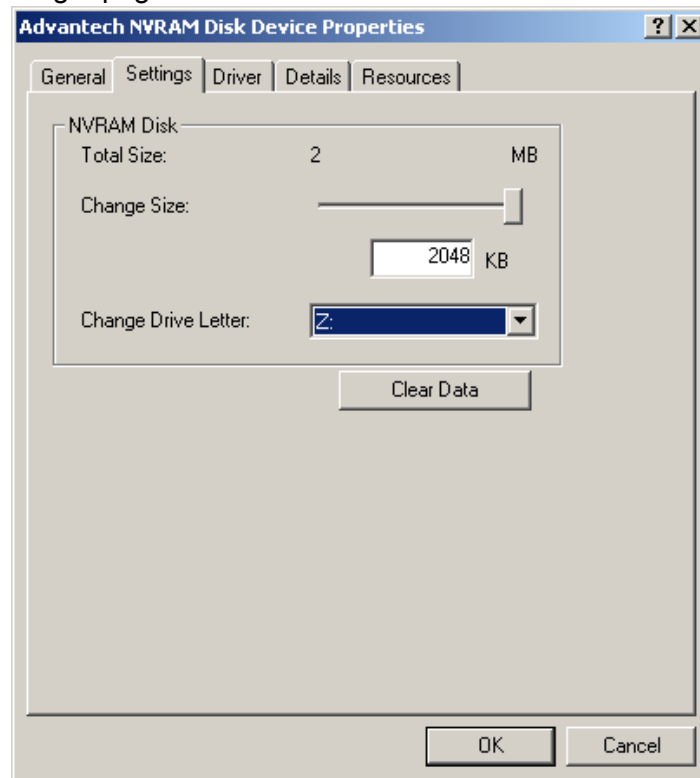 Advantech NVRAM Disk Device Properties
General Settings Driver Details Resources
NVRAM Disk
Total Size: 2 MB
Change Size:
2048 KB
Change Drive Letter: Z:
Clear Data
OK Cancel